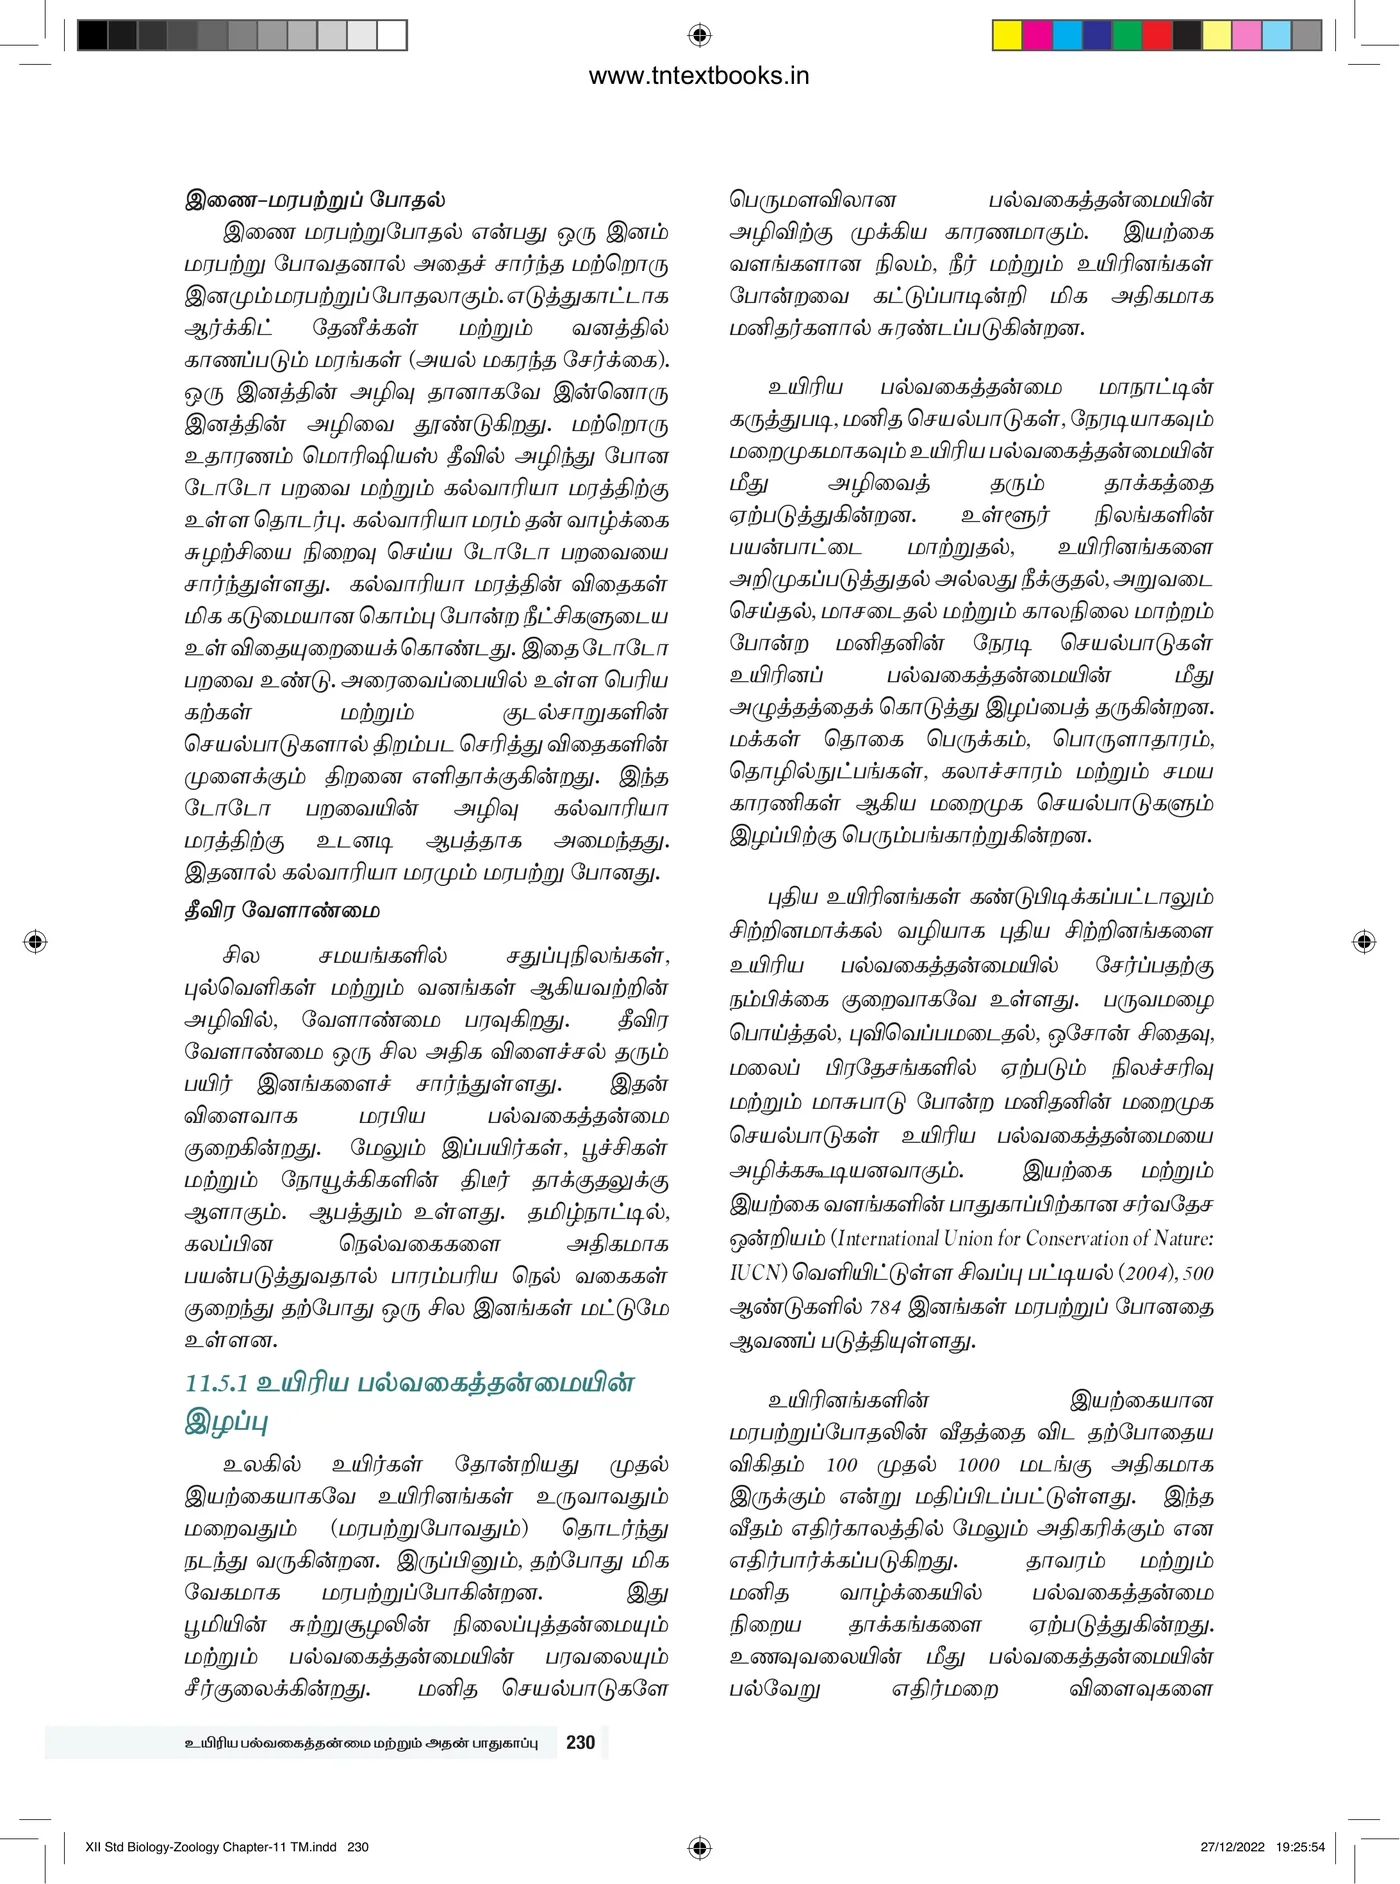 www.tntextbooks.in
இணை-மரபற்றுப் போதல்
இணை மரபற்றுபோதல் என்பது ஒரு இனம்
மரபற்று போவதனால் அதைச் சார்ந்த மற்றொரு
இனமும் மரபற்றுப் போதலாகும். எடுத்துகாட்டாக
ஆர்க்கிட் தேனீக்கள் மற்றும் வனத்தில்
காணப்படும் மரங்கள் (அயல் மகரந்த சேர்க்கை).
ஒரு இனத்தின் அழிவு தானாகவே இன்னொரு
இனத்தின் அழிவை தூண்டுகிறது. மற்றொரு
உதாரணம் மொரிஷியஸ் தீவில் அழிந்து போன
டோடோ பறவை மற்றும் கல்வாரியா மரத்திற்கு
உள்ள தொடர்பு. கல்வாரியா மரம் தன் வாழ்க்கை
சுழற்சியை நிறைவு செய்ய டோடோ பறவையை
சார்ந்துள்ளது. கல்வாரியா மரத்தின் விதைகள்
மிக கடுமையான கொம்பு போன்ற நீட்சிகளுடைய
உள் விதையுறையைக் கொண்டது. இதை டோடோ
பறவை உண்டு. அரைவைப்பையில் உள்ள பெரிய
கற்கள் மற்றும் குடல்சாறுகளின்
செயல்பாடுகளால் திறம்பட செரித்து விதைகளின்
முளைக்கும் திறனை எளிதாக்குகின்றது. இந்த
டோடோ பறவையின் அழிவு கல்வாரியா
மரத்திற்கு உடனடி ஆபத்தாக அமைந்தது.
இதனால் கல்வாரியா மரமும் மரபற்று போனது.
தீவிர வேளாண்மை
சில சமயங்களில் சதுப்புநிலங்கள்,
புல்வெளிகள் மற்றும் வனங்கள் ஆகியவற்றின்
அழிவில், வேளாண்மை பரவுகிறது. தீவிர
வேளாண்மை ஒரு சில அதிக விளைச்சல் தரும்
பயிர் இனங்களைச் சார்ந்துள்ளது. இதன்
விளைவாக மரபிய பல்வகைத்தன்மை
குறைகின்றது. மேலும் இப்பயிர்கள், பூச்சிகள்
மற்றும் நோயூக்கிகளின் திடீர் தாக்குதலுக்கு
ஆளாகும். ஆபத்தும் உள்ளது. தமிழ்நாட்டில்,
கலப்பின நெல்வகைகளை அதிகமாக
பயன்படுத்துவதால் பாரம்பரிய நெல் வகைகள்
குறைந்து தற்போது ஒரு சில இனங்கள் மட்டுமே
உள்ளன.
11.5.1 உயிரிய பல்வகைத்தன்மையின்
இழப்பு
உலகில் உயிர்கள் தோன்றியது முதல்
இயற்கையாகவே உயிரினங்கள் உருவாவதும்
மறைவதும் (மரபற்றுபோவதும்) தொடர்ந்து
நடந்து வருகின்றன. இருப்பினும், தற்போது மிக
வேகமாக மரபற்றுப்போகின்றன. இது
பூமியின் சுற்றுசூழலின் நிலைப்புத்தன்மையும்
மற்றும் பல்வகைத்தன்மையின் பரவலையும்
சீர்குலைக்கின்றது. மனித செயல்பாடுகளே
பெருமளவிலான பல்வகைத்தன்மையின்
அழிவிற்கு முக்கிய காரணமாகும். இயற்கை
வளங்களான நிலம், நீர் மற்றும் உயிரினங்கள்
போன்றவை கட்டுப்பாடின்றி மிக அதிகமாக
மனிதர்களால் சுரண்டப்படுகின்றன.
உயிரிய பல்வகைத்தன்மை மாநாட்டின்
கருத்துபடி, மனித செயல்பாடுகள், நேரடியாகவும்
மறைமுகமாகவும் உயிரிய பல்வகைத்தன்மையின்
மீது அழிவைத் தரும் தாக்கத்தை
ஏற்படுத்துகின்றன. உள்ளூர் நிலங்களின்
பயன்பாட்டை மாற்றுதல், உயிரினங்களை
அறிமுகப்படுத்துதல் அல்லது நீக்குதல், அறுவடை
செய்தல், மாசடைதல் மற்றும் காலநிலை மாற்றம்
போன்ற மனிதனின் நேரடி செயல்பாடுகள்
உயிரினப் பல்வகைத்தன்மையின் மீது
அழுத்தத்தைக் கொடுத்து இழப்பைத் தருகின்றன.
மக்கள் தொகை பெருக்கம், பொருளாதாரம்,
தொழில்நுட்பங்கள், கலாச்சாரம் மற்றும் சமய
காரணிகள் ஆகிய மறைமுக செயல்பாடுகளும்
இழப்பிற்கு பெரும்பங்காற்றுகின்றன.
புதிய உயிரினங்கள் கண்டுபிடிக்கப்பட்டாலும்
சிற்றினமாக்கல் வழியாக புதிய சிற்றினங்களை
உயிரிய பல்வகைத்தன்மையில் சேர்ப்பதற்கு
நம்பிக்கை குறைவாகவே உள்ளது. பருவமழை
பொய்த்தல், புவிவெப்பமடைதல், ஒசோன் சிதைவு,
மலைப் பிரதேசங்களில் ஏற்படும் நிலச்சரிவு
மற்றும் மாசுபாடு போன்ற மனிதனின் மறைமுக
செயல்பாடுகள் உயிரிய பல்வகைத்தன்மையை
அழிக்ககூடியனவாகும். இயற்கை மற்றும்
இயற்கை வளங்களின் பாதுகாப்பிற்கான சர்வதேச
ஒன்றியம் (International Union for Conservation of Nature:
IUCN) வெளியிட்டுள்ள சிவப்பு பட்டியல் (2004), 500
ஆண்டுகளில் 784 இனங்கள் மரபற்றுப் போனதை
ஆவணப் படுத்தியுள்ளது.
உயிரினங்களின் இயற்கையான
மரபற்றுப்போதலின் வீதத்தை விட தற்போதைய
விகிதம் 100 முதல் 1000 மடங்கு அதிகமாக
இருக்கும் என்று மதிப்பிடப்பட்டுள்ளது. இந்த
வீதம் எதிர்காலத்தில் மேலும் அதிகரிக்கும் என
எதிர்பார்க்கப்படுகிறது. தாவரம் மற்றும்
மனித வாழ்க்கையில் பல்வகைத்தன்மை
நிறைய தாக்கங்களை ஏற்படுத்துகின்றது.
உணவுவலையின் மீது பல்வகைத்தன்மையின்
பல்வேறு எதிர்மறை விளைவுகளை
உயிரிய பல்வகைத்தன்மை மற்றும் அதன் பாதுகாப்பு 230
XII Std Biology-Zoology Chapter-11 TM.indd 230
27/12/2022 19:25:54